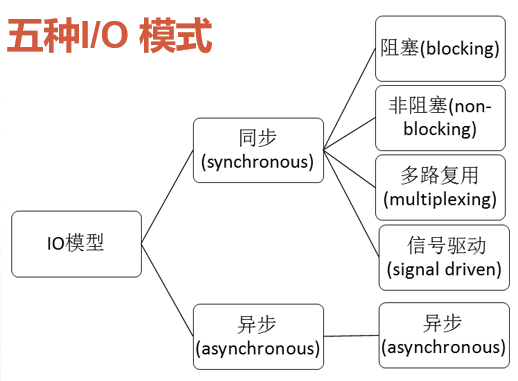 五种I/O 模式
阻塞(blocking)
非阻塞(non-
blocking)
同步
(synchronous)
多路复用
(multiplexing)
IO模型
信号驱动
(signal driven)
异步
(asynchronous)
异步
(asynchronous)